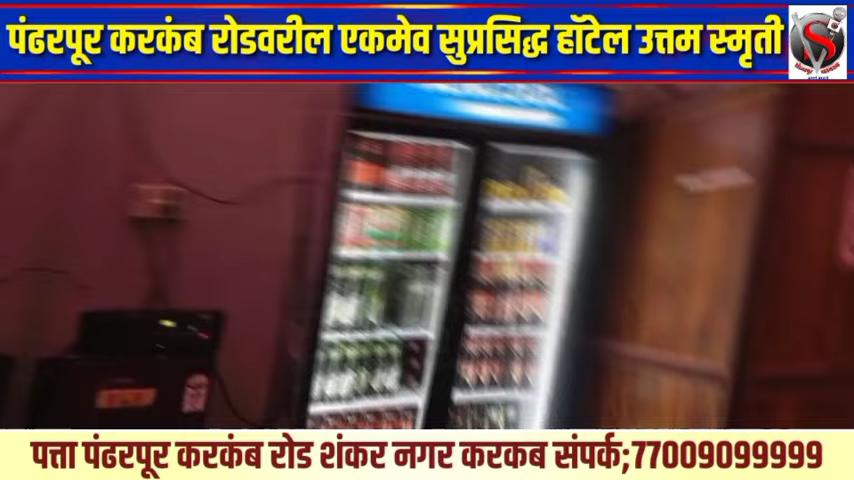 पंढरपूर करकंब रोडवरील एकमेव सुप्रसिद्ध हॉटेल उत्तम स्मृती
पत्ता पंढरपूर करकंब रोड शंकर नगर करकब संपर्क;77009099999